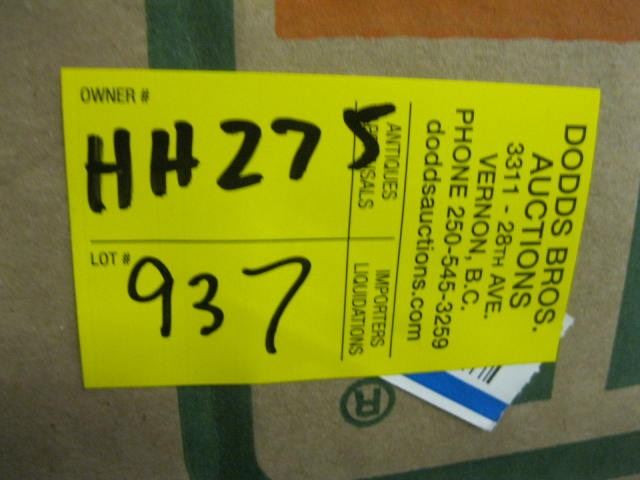 DODDS BROS.
AUCTIONS
3311 - 28TH AVE.
VERNON, B.C.
PHONE 250-545-3259
doddsauctions.com
ANTIQUES
IMPORTERS
LIQUIDATIONS
OWNER #
HH275
LOT #
937